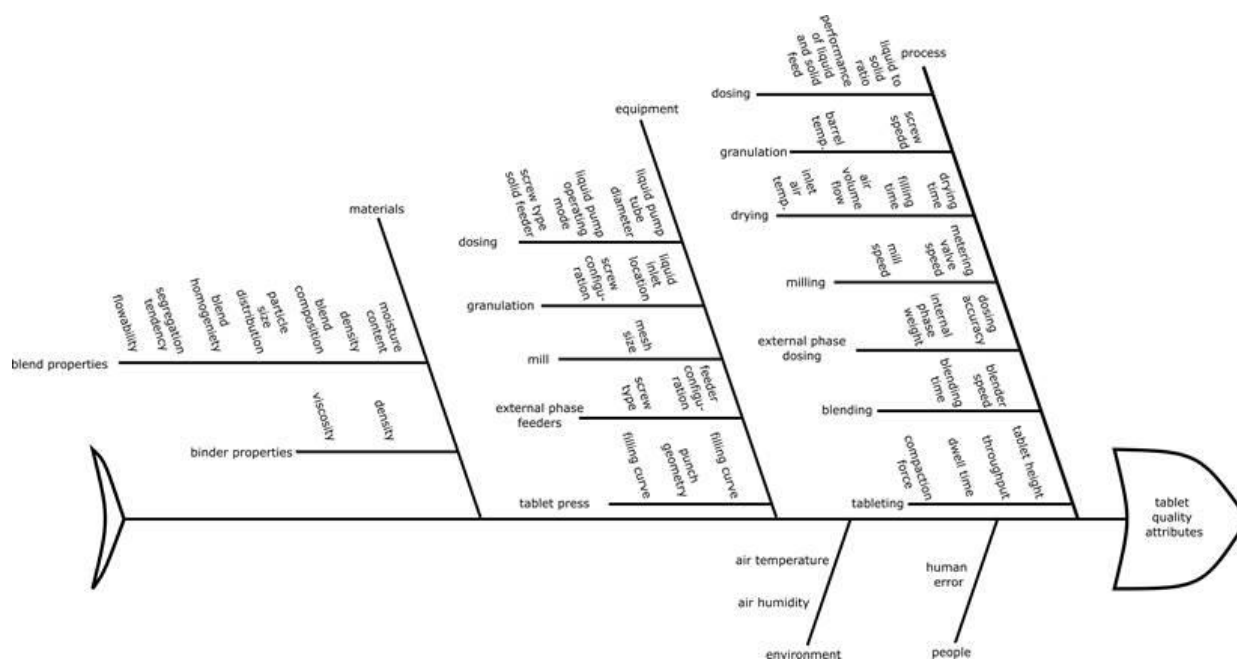 process
dosing
performance
of liquid
and solid
feed
liquid to
solid
ratio
granulation
barrel
temp.
screw
spedd
drying
inlet
air
temp.
air
volume
flow
filling
time
drying
time
milling
mill
speed
metering
valve
speed
external phase
dosing
internal
phase
weight
dosing
accuracy
blending
blending
time
blender
speed
tableting
compaction
force
dwell time
throughput
tablet height
equipment
dosing
screw type
solid feeder
liquid pump
operating
mode
liquid pump
tube
diameter
granulation
screw
configu-
ration
liquid
inlet
location
mill
mesh
size
external phase
feeders
screw
type
feeder
configu-
ration
tablet press
filling curve
punch
geometry
filling curve
materials
blend properties
flowability
segregation
tendency
blend
homogeniety
particle
size
distribution
blend
composition
density
moisture
content
binder properties
viscosity
density
tablet
quality
attributes
air temperature
air humidity
environment
human
error
people